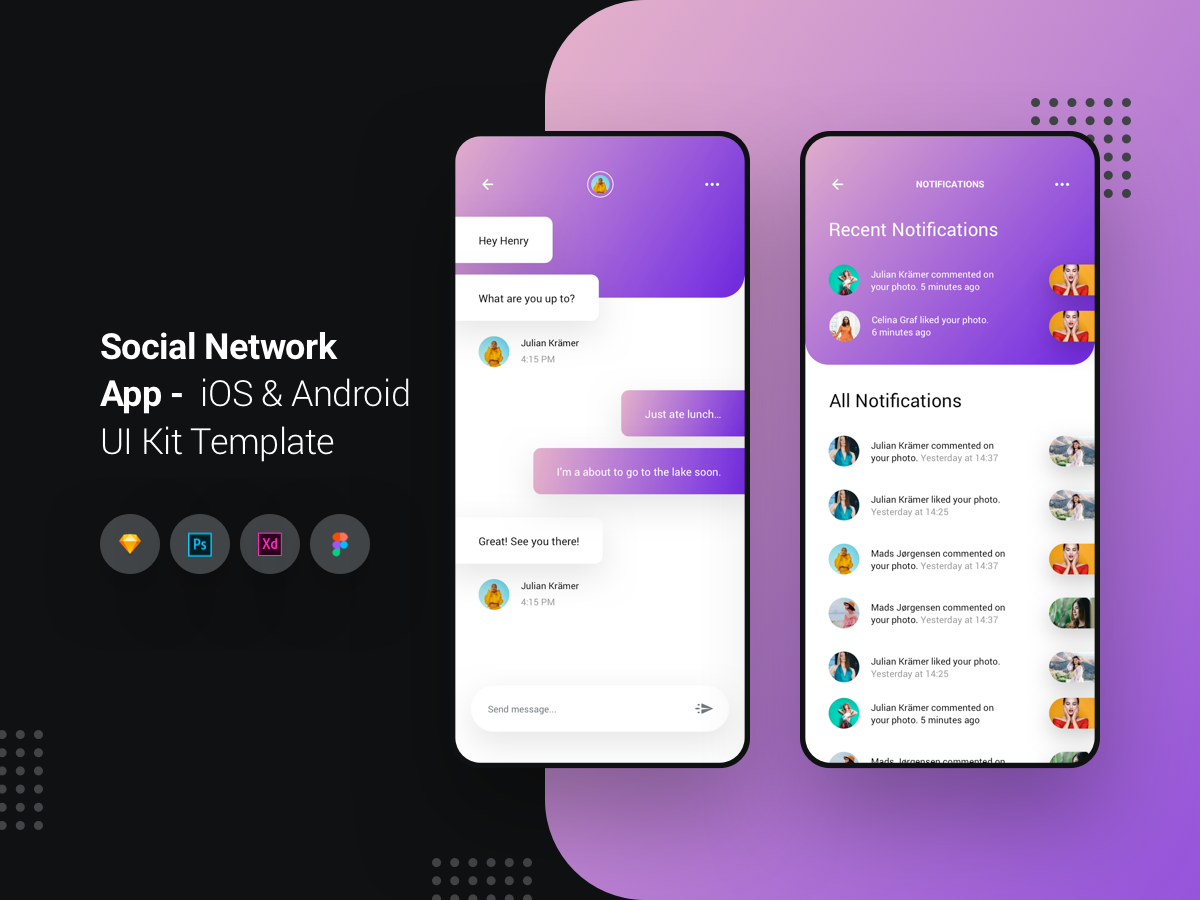 Social Network
App - iOS & Android
UI Kit Template
Ps
Xd
Hey Henry
What are you up to?
Julian Krämer
4:15 PM
Just ate lunch...
I'm a about to go to the lake soon.
Great! See you there!
Julian Krämer
4:15 PM
Send message...
NOTIFICATIONS
Recent Notifications
Julian Krämer commented on
your photo. 5 minutes ago
Celina Graf liked your photo.
6 minutes ago
All Notifications
Julian Krämer commented on
your photo. Yesterday at 14:37
Julian Krämer liked your photo.
Yesterday at 14:25
Mads Jørgensen commented on
your photo. Yesterday at 14:37
Mads Jørgensen commented on
your photo. Yesterday at 14:37
Julian Krämer liked your photo.
Yesterday at 14:25
Julian Krämer commented on
your photo. 5 minutes ago
Mads Jørgensen commented on